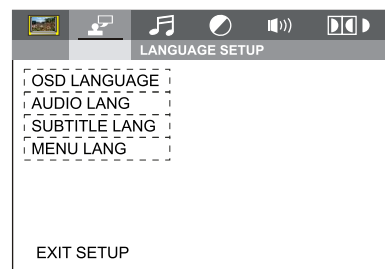 LANGUAGE SETUP
OSD LANGUAGE
AUDIO LANG
SUBTITLE LANG
MENU LANG
EXIT SETUP